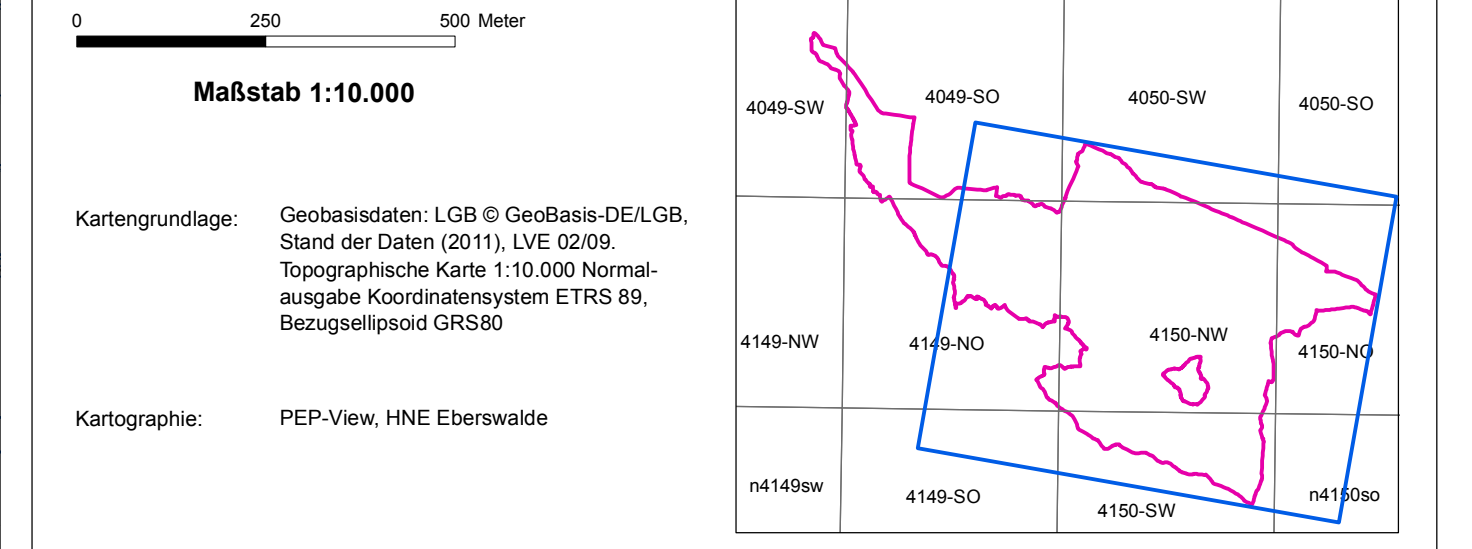 0 250 500 Meter
Maßstab 1:10.000
Kartengrundlage:
Geobasisdaten: LGB © GeoBasis-DE/LGB,
Stand der Daten (2011), LVE 02/09.
Topographische Karte 1:10.000 Normal-
ausgabe Koordinatensystem ETRS 89,
Bezugsellipsoid GRS80
Kartographie:
PEP-View, HNE Eberswalde
4049-SW
4049-SO
4050-SW
4050-SO
4149-NW
4149-NO
4150-NW
4150-NO
n4149sw
4149-SO
4150-SW
n4150so